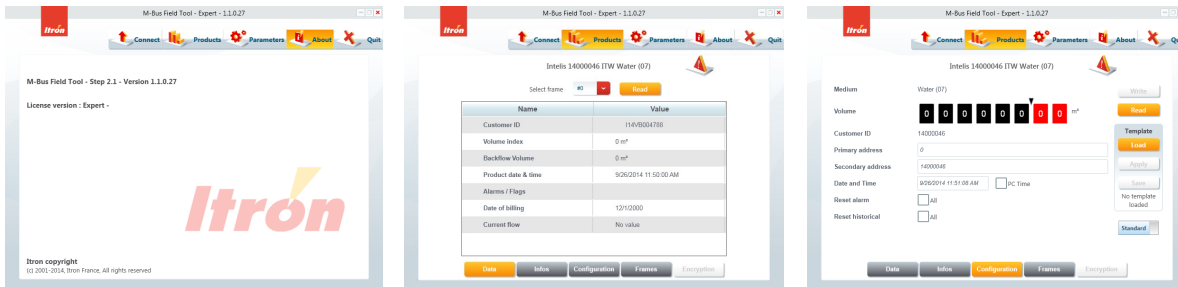 M-Bus Field Tool - Expert - 1.1.0.27
Itrón
Connect Products Parameters About Quit
M-Bus Field Tool - Step 2.1 - Version 1.1.0.27
License version : Expert -
Itrón
Itron copyright
(c) 2001-2014, Itron France, All rights reserved
M-Bus Field Tool - Expert - 1.1.0.27
Itrón
Connect Products Parameters About Quit
Intelis 14000046 ITW Water (07)
Select frame #0 Read
Name Value
Customer ID I14VB004788
Volume index 0 m³
Backflow Volume 0 m³
Product date & time 9/26/2014 11:50:00 AM
Alarms / Flags
Date of billing 12/1/2000
Current flow No value
Data Infos Configuration Frames Encryption
M-Bus Field Tool - Expert - 1.1.0.27
Itrón
Connect Products Parameters About Qu
Intelis 14000046 ITW Water (07)
Medium Water (07) Write
Volume 0 0 0 0 0 0 0 0 m³ Read
Customer ID 14000046 Template
Primary address 0 Load
Secondary address 14000046 Apply
Date and Time 9/26/2014 11:51:06 AM PC Time Save
Reset alarm All No template
loaded
Reset historical All
Standard
Data Infos Configuration Frames Encryption